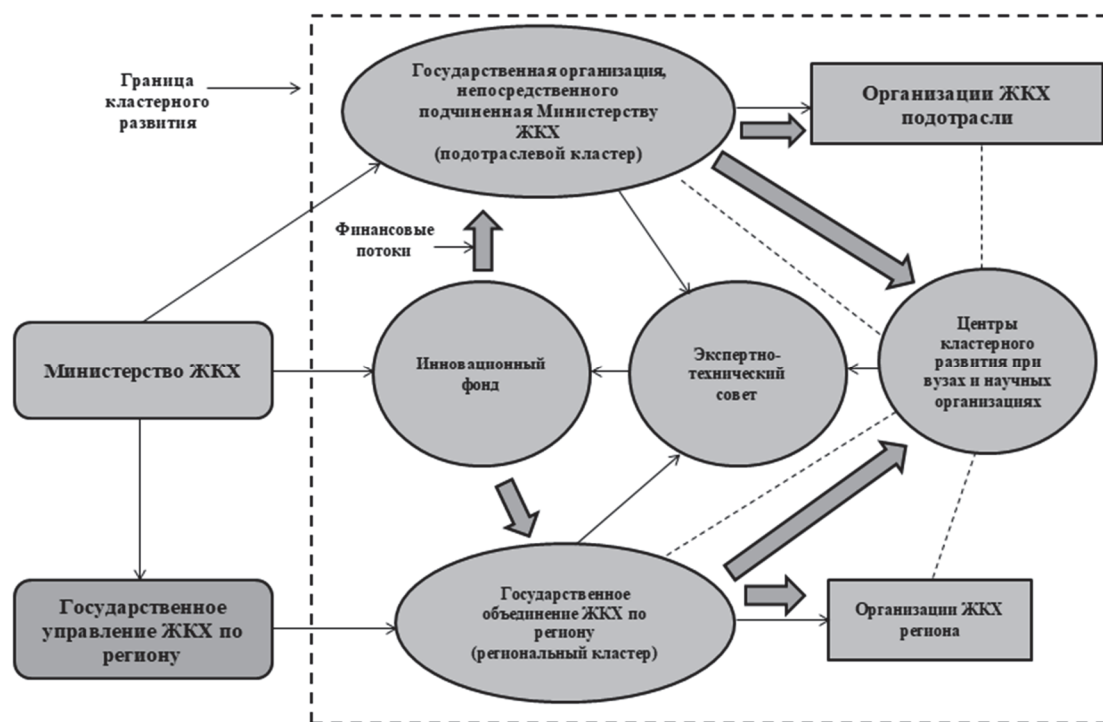 Граница
кластерного
развития
Государственная организация,
непосредственного
подчиненная Министерству
ЖКХ
(подотраслевой кластер)
Организации ЖКХ
подотрасли
Финансовые
потоки
Министерство ЖКХ
Инновационный
фонд
Экспертно-
технический
совет
Центры
кластерного
развития при
вузах и научных
организациях
Государственное
управление ЖКХ по
региону
Государственное
объединение ЖКХ по
региону
(региональный кластер)
Организации ЖКХ
региона